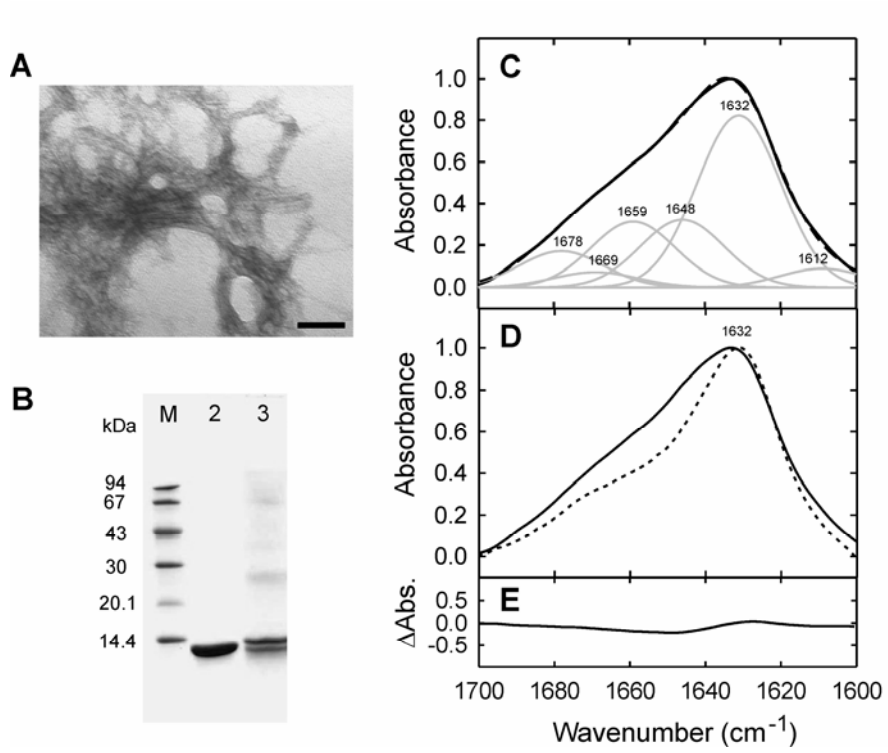 A
B
M 2 3
kDa
94
67
43
30
20.1
14.4
C
Absorbance
1.0
0.8
0.6
0.4
0.2
0.0
1632
1659
1648
1678
1669
1612
D
Absorbance
1.0
0.8
0.6
0.4
0.2
0.0
1632
E
ΔAbs.
0.5
0.0
-0.5
1700 1680 1660 1640 1620 1600
Wavenumber (cm⁻¹)